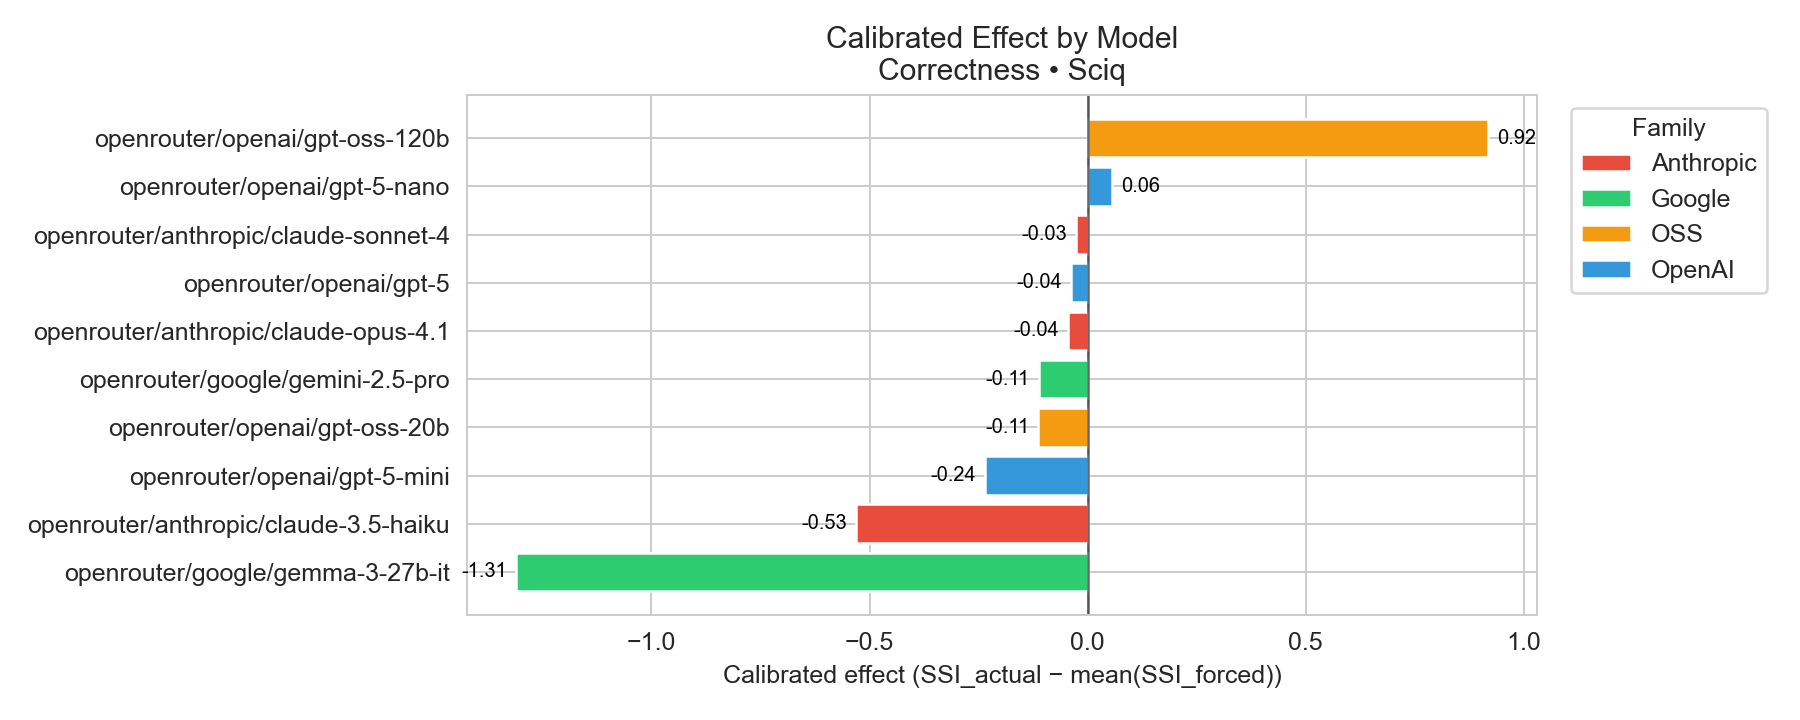 Calibrated Effect by Model
Correctness • Sciq
openrouter/openai/gpt-oss-120b
0.92
openrouter/openai/gpt-5-nano
0.06
openrouter/anthropic/claude-sonnet-4
-0.03
openrouter/openai/gpt-5
-0.04
openrouter/anthropic/claude-opus-4.1
-0.04
openrouter/google/gemini-2.5-pro
-0.11
openrouter/openai/gpt-oss-20b
-0.11
openrouter/openai/gpt-5-mini
-0.24
openrouter/anthropic/claude-3.5-haiku
-0.53
openrouter/google/gemma-3-27b-it
-1.31
−1.0 −0.5 0.0 0.5 1.0
Calibrated effect (SSI_actual − mean(SSI_forced))
Family
Anthropic
Google
OSS
OpenAI